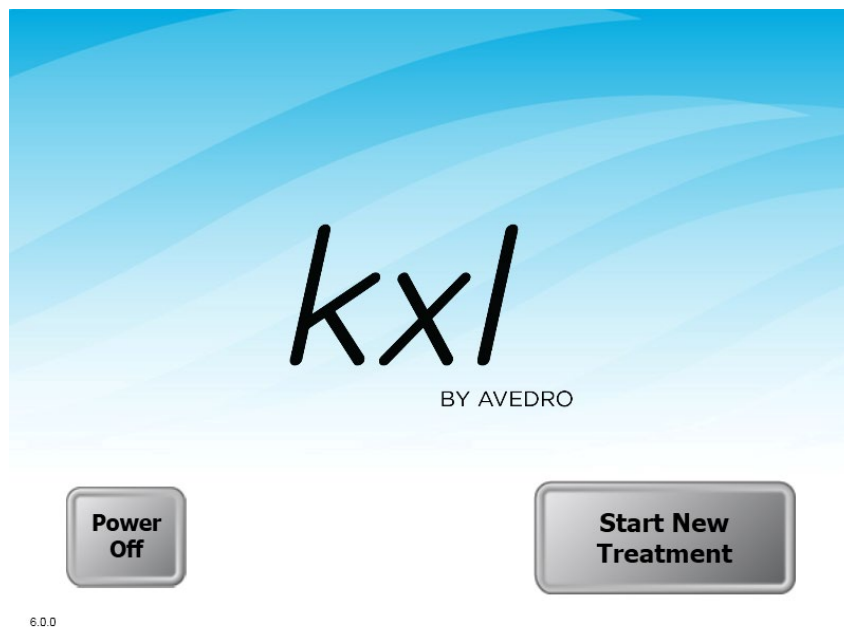 kxl
BY AVEDRO
Power
Off
Start New
Treatment
6.0.0